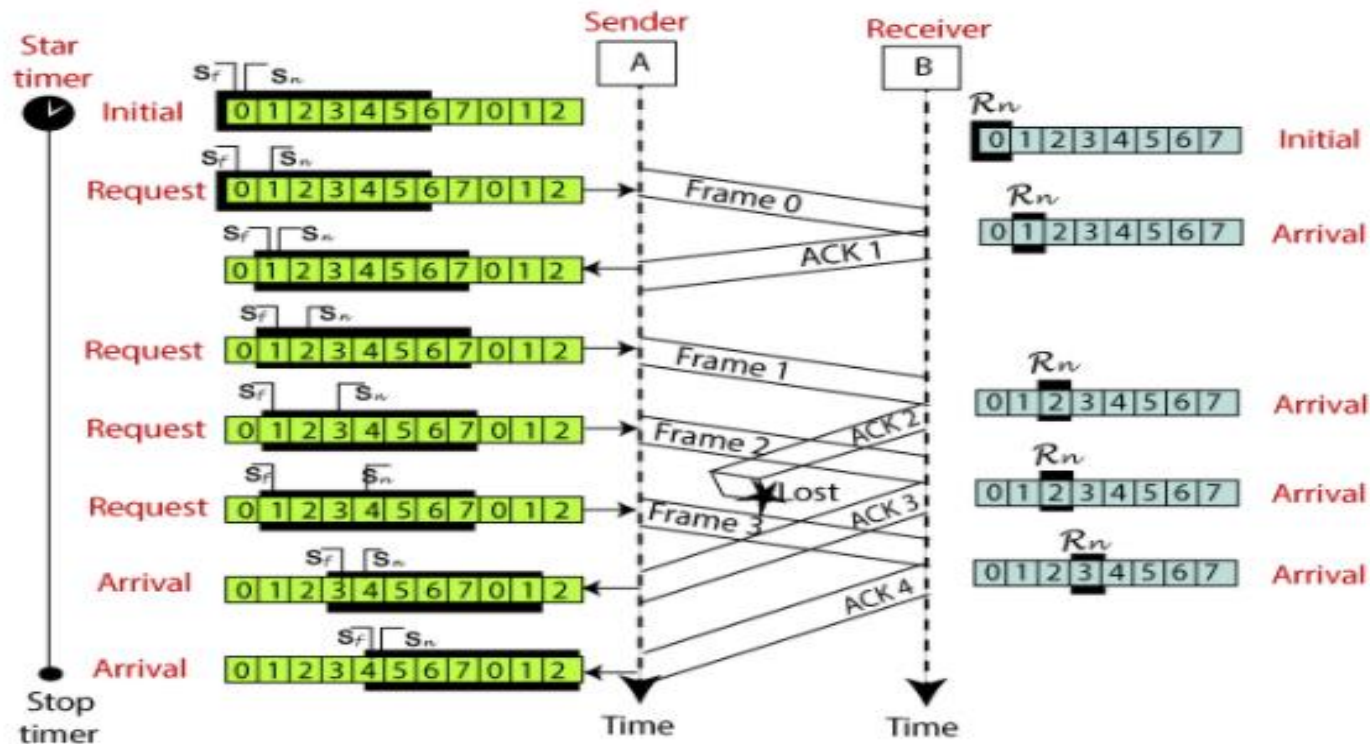 Sender
Receiver
Star
timer
A
B
Sf Sn
Initial
0 1 2 3 4 5 6 7 0 1 2
Rn
0 1 2 3 4 5 6 7
Initial
Sf Sn
Request
0 1 2 3 4 5 6 7 0 1 2
Frame 0
Rn
0 1 2 3 4 5 6 7
Arrival
Sf Sn
0 1 2 3 4 5 6 7 0 1 2
ACK 1
Sf Sn
Request
0 1 2 3 4 5 6 7 0 1 2
Frame 1
Rn
0 1 2 3 4 5 6 7
Arrival
Sf Sn
Request
0 1 2 3 4 5 6 7 0 1 2
Frame 2
ACK 2
Rn
0 1 2 3 4 5 6 7
Arrival
Sf Sn
Request
0 1 2 3 4 5 6 7 0 1 2
Lost
Frame 3
ACK 3
Rn
0 1 2 3 4 5 6 7
Arrival
Sf Sn
Arrival
0 1 2 3 4 5 6 7 0 1 2
ACK 4
Sf Sn
Arrival
0 1 2 3 4 5 6 7 0 1 2
Stop
timer
Time
Time